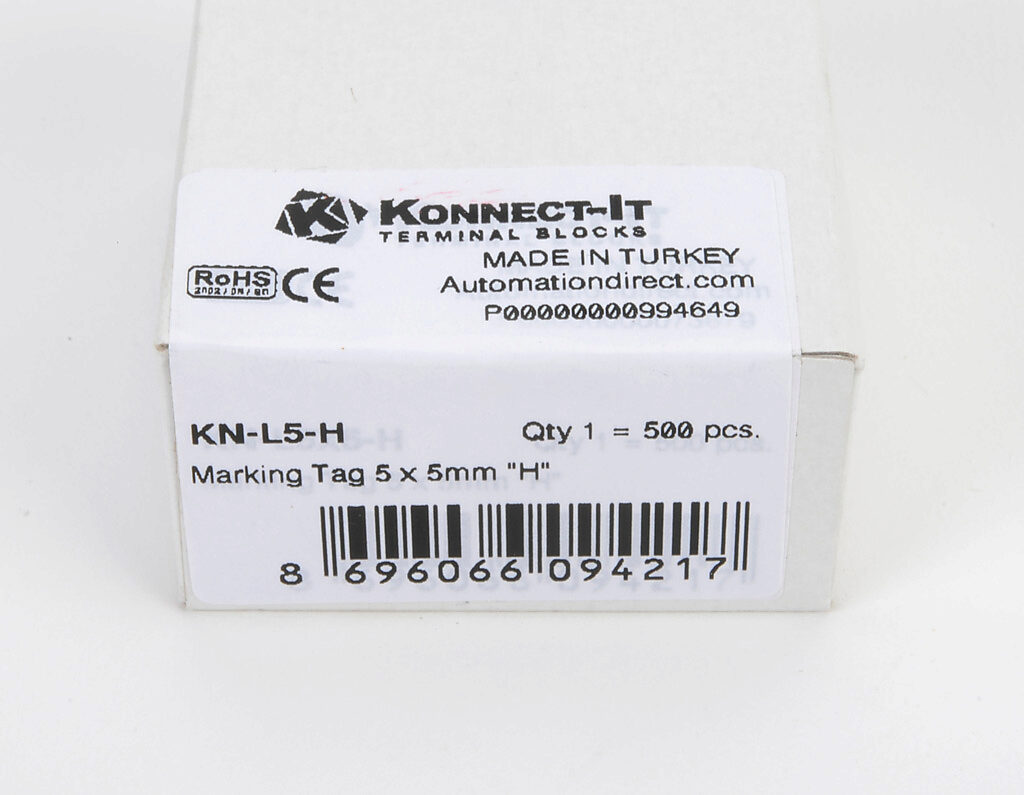 KONNECT-IT
TERMINAL BLOCKS
MADE IN TURKEY
RoHS
CE
Automationdirect.com
P00000000994649
KN-L5-H
Qty 1 = 500 pcs.
Marking Tag 5 x 5mm "H"
8 696066 094217